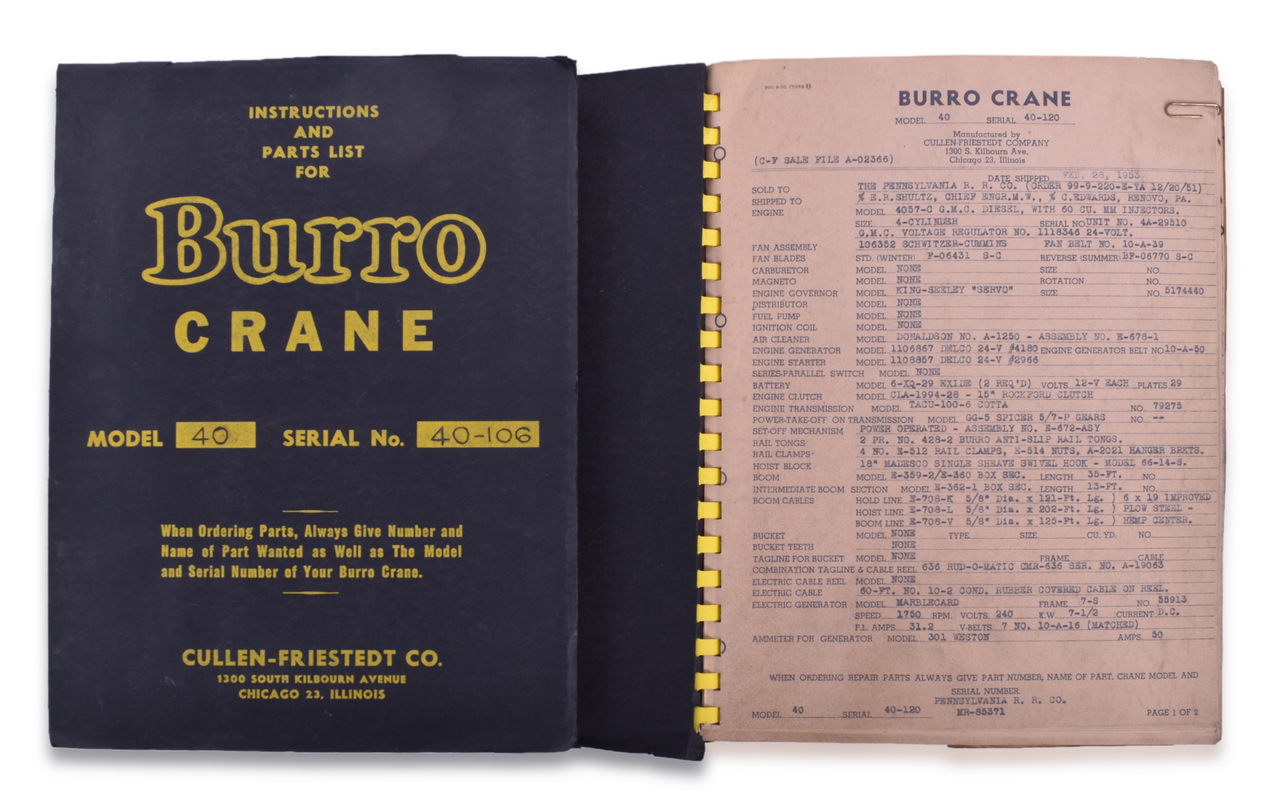 INSTRUCTIONS
AND
PARTS LIST
FOR
Burro
CRANE
MODEL 40 SERIAL No. 40-106
When Ordering Parts, Always Give Number and
Name of Part Wanted as Well as The Model
and Serial Number of Your Burro Crane.
CULLEN-FRIESTEDT CO.
1300 SOUTH KILBOURN AVENUE
CHICAGO 23, ILLINOIS
BURRO CRANE
MODEL 40 SERIAL 40-120
Manufactured by
CULLEN-FRIESTEDT COMPANY
1300 S. Kilbourn Ave.
Chicago 23, Illinois
(C-F SALE FILE A-02366)
DATE SHIPPED FEB. 28, 1953
SOLD TO THE PENNSYLVANIA R. R. CO. (ORDER 99-9-220-E-YA 12/20/51)
SHIPPED TO % E.R.SHULTZ, CHIEF ENGR.M.W., % C.EDWARDS, RENOVO, PA.
ENGINE MODEL 4057-C G.M.C. DIESEL, WITH 60 CU. MM INJECTORS.
SIZE 4-CYLINDER SERIAL NO UNIT NO. 4A-29510
G.M.C. VOLTAGE REGULATOR NO. 1118346 24-VOLT.
FAN ASSEMBLY 106352 SCHWITZER-CUMMINS FAN BELT NO. 10-A-39
FAN BLADES STD. (WINTER) F-06431 S-C REVERSE (SUMMER) BF-06770 S-C
CARBURETOR MODEL NONE SIZE NO.
MAGNETO MODEL NONE ROTATION NO.
ENGINE GOVERNOR MODEL KING-SEELEY "SERVO" SIZE NO. 5174440
DISTRIBUTOR MODEL NONE
FUEL PUMP MODEL NONE
IGNITION COIL MODEL NONE
AIR CLEANER MODEL DONALDSON NO. A-1250 - ASSEMBLY NO. E-678-1
ENGINE GENERATOR MODEL 1106867 DELCO 24-V #4180 ENGINE GENERATOR BELT NO 10-A-50
ENGINE STARTER MODEL 1108857 DELCO 24-V #2966
SERIES-PARALLEL SWITCH MODEL NONE
BATTERY MODEL 6-XQ-29 EXIDE (2 REQ'D) VOLTS 12-V EACH PLATES 29
ENGINE CLUTCH MODEL CLA-1994-28 - 15" ROCKFORD CLUTCH
ENGINE TRANSMISSION MODEL TACU-100-6 COTTA NO. 79275
POWER-TAKE-OFF ON TRANSMISSION MODEL GG-5 SPICER 5/7-P GEARS NO. --
SET-OFF MECHANISM POWER OPERATED - ASSEMBLY NO. E-672-ASY
RAIL TONGS 2 PR. NO. 428-2 BURRO ANTI-SLIP RAIL TONGS.
RAIL CLAMPS 4 NO. E-512 RAIL CLAMPS, E-514 NUTS, A-2021 HANGER BRKTS.
HOIST BLOCK 18" MADESCO SINGLE SHEAVE SWIVEL HOOK - MODEL 66-14-S.
BOOM MODEL E-359-2/E-360 BOX SEC. LENGTH 35-FT. NO
INTERMEDIATE BOOM SECTION MODEL E-362-1 BOX SEC. LENGTH 13-FT. NO.
BOOM CABLES HOLD LINE E-708-K 5/8" Dia. x 121-Ft. Lg. ) 6 x 19 IMPROVED
HOIST LINE E-708-L 5/8" Dia. x 202-Ft. Lg. ) PLOW STEEL -
BOOM LINE E-708-V 5/8" Dia. x 125-Ft. Lg. ) HEMP CENTER.
BUCKET MODEL NONE TYPE SIZE CU. YD. NO.
BUCKET TEETH NONE
TAGLINE FOR BUCKET MODEL NONE FRAME CABLE
COMBINATION TAGLINE & CABLE REEL 636 RUD-O-MATIC CMR-636 SER. NO. A-19063
ELECTRIC CABLE REEL MODEL NONE
ELECTRIC CABLE 60-FT. NO. 10-2 COND. RUBBER COVERED CABLE ON REEL.
ELECTRIC GENERATOR MODEL MARBLECARD FRAME 7-S NO. 55913
SPEED 1750 RPM. VOLTS 240 K.W. 7-1/2 CURRENT D.C.
F.L. AMPS. 31.2 V-BELTS 7 NO. 10-A-16 (MATCHED)
AMMETER FOR GENERATOR MODEL 301 WESTON AMPS. 50
WHEN ORDERING REPAIR PARTS ALWAYS GIVE PART NUMBER, NAME OF PART, CRANE MODEL AND
SERIAL NUMBER.
PENNSYLVANIA R. R. CO.
MODEL 40 SERIAL 40-120 MR-85371 PAGE 1 OF 2